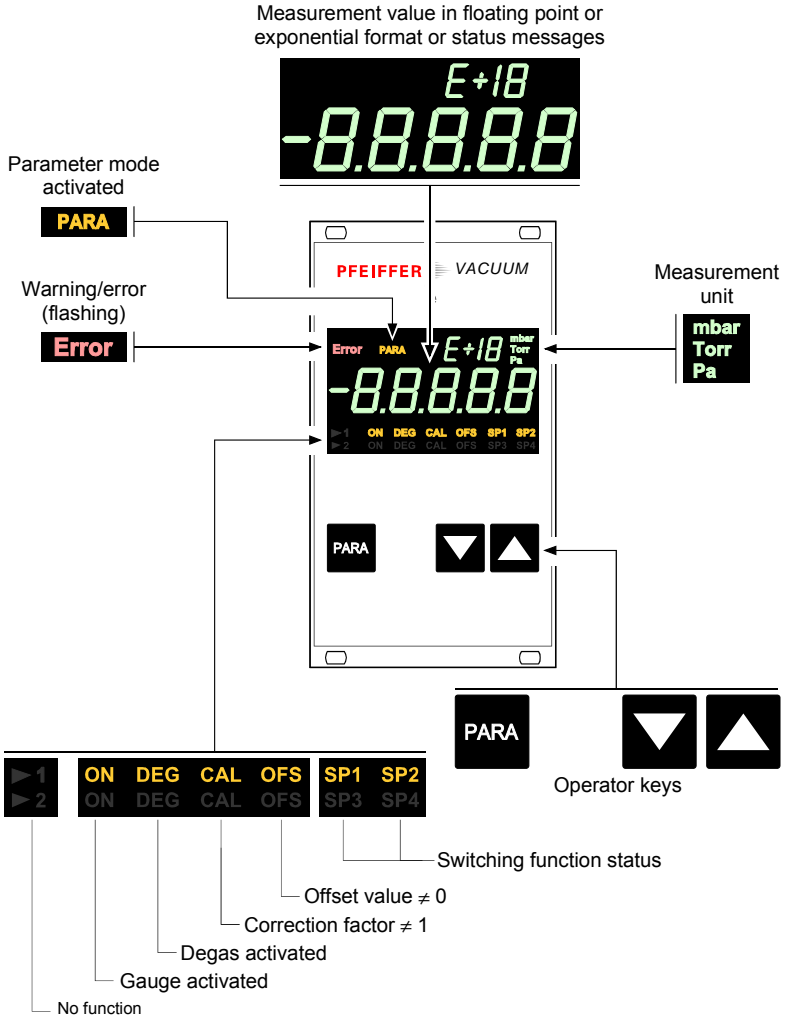 Measurement value in floating point or
exponential format or status messages
E+18
-8.8.8.8.8
Parameter mode
activated
PARA
Warning/error
(flashing)
Error
PFEIFFER VACUUM
Measurement
unit
mbar
Torr
Pa
Error PARA E+18 mbar
Torr
Pa
-8.8.8.8.8
1 ON DEG CAL OFS SP1 SP2
2 ON DEG CAL OFS SP3 SP4
PARA
PARA
Operator keys
1 ON DEG CAL OFS SP1 SP2
2 ON DEG CAL OFS SP3 SP4
Switching function status
Offset value ≠ 0
Correction factor ≠ 1
Degas activated
Gauge activated
No function